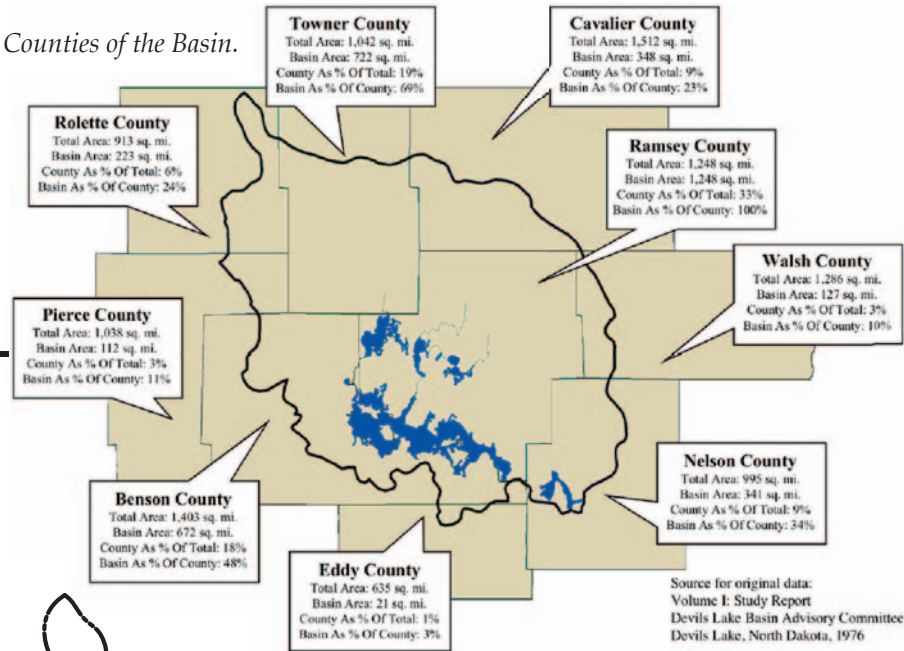 Counties of the Basin.
Towner County
Total Area: 1,042 sq. mi.
Basin Area: 722 sq. mi.
County As % Of Total: 19%
Basin As % Of County: 69%
Cavalier County
Total Area: 1,512 sq. mi.
Basin Area: 348 sq. mi.
County As % Of Total: 9%
Basin As % Of County: 23%
Rolette County
Total Area: 913 sq. mi.
Basin Area: 223 sq. mi.
County As % Of Total: 6%
Basin As % Of County: 24%
Ramsey County
Total Area: 1,248 sq. mi.
Basin Area: 1,248 sq. mi.
County As % Of Total: 33%
Basin As % Of County: 100%
Walsh County
Total Area: 1,286 sq. mi.
Basin Area: 127 sq. mi.
County As % Of Total: 3%
Basin As % Of County: 10%
Pierce County
Total Area: 1,038 sq. mi.
Basin Area: 112 sq. mi.
County As % Of Total: 3%
Basin As % Of County: 11%
Benson County
Total Area: 1,403 sq. mi.
Basin Area: 672 sq. mi.
County As % Of Total: 18%
Basin As % Of County: 48%
Nelson County
Total Area: 995 sq. mi.
Basin Area: 341 sq. mi.
County As % Of Total: 9%
Basin As % Of County: 34%
Eddy County
Total Area: 635 sq. mi.
Basin Area: 21 sq. mi.
County As % Of Total: 1%
Basin As % Of County: 3%
Source for original data:
Volume I: Study Report
Devils Lake Basin Advisory Committee
Devils Lake, North Dakota, 1976